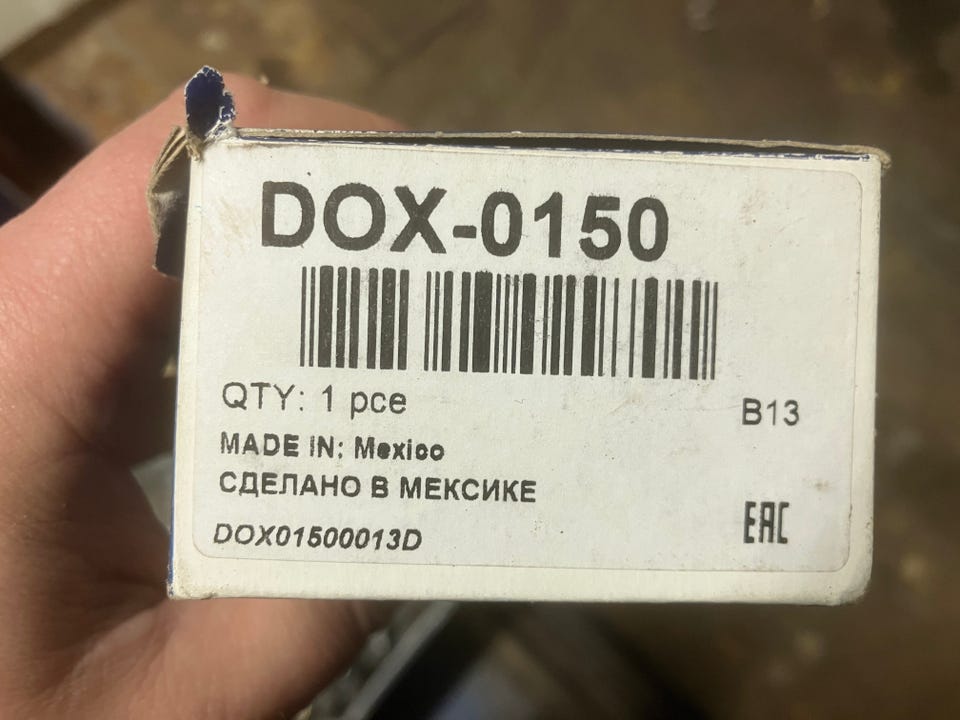 DOX-0150
QTY: 1 pce
B13
MADE IN: Mexico
СДЕЛАНО В МЕКСИКЕ
DOX01500013D
EAC